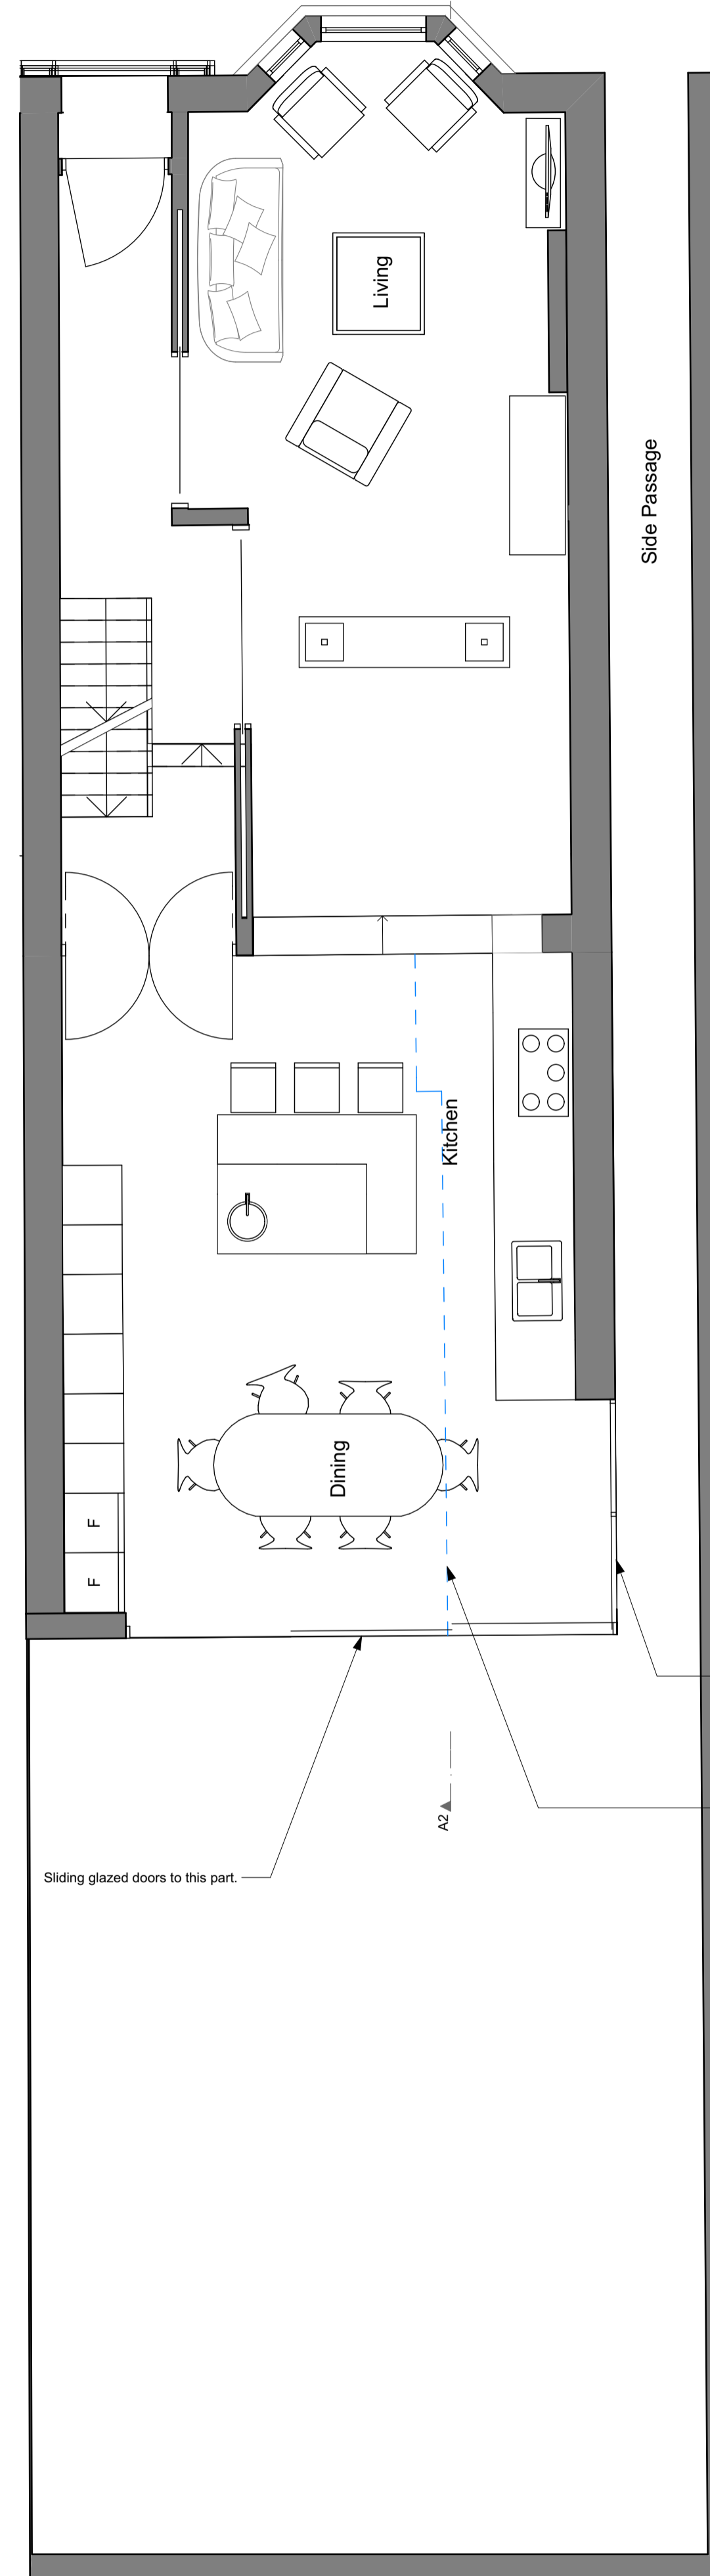 Living
Side Passage
Kitchen
Dining
F
F
A2
Sliding glazed doors to this part.